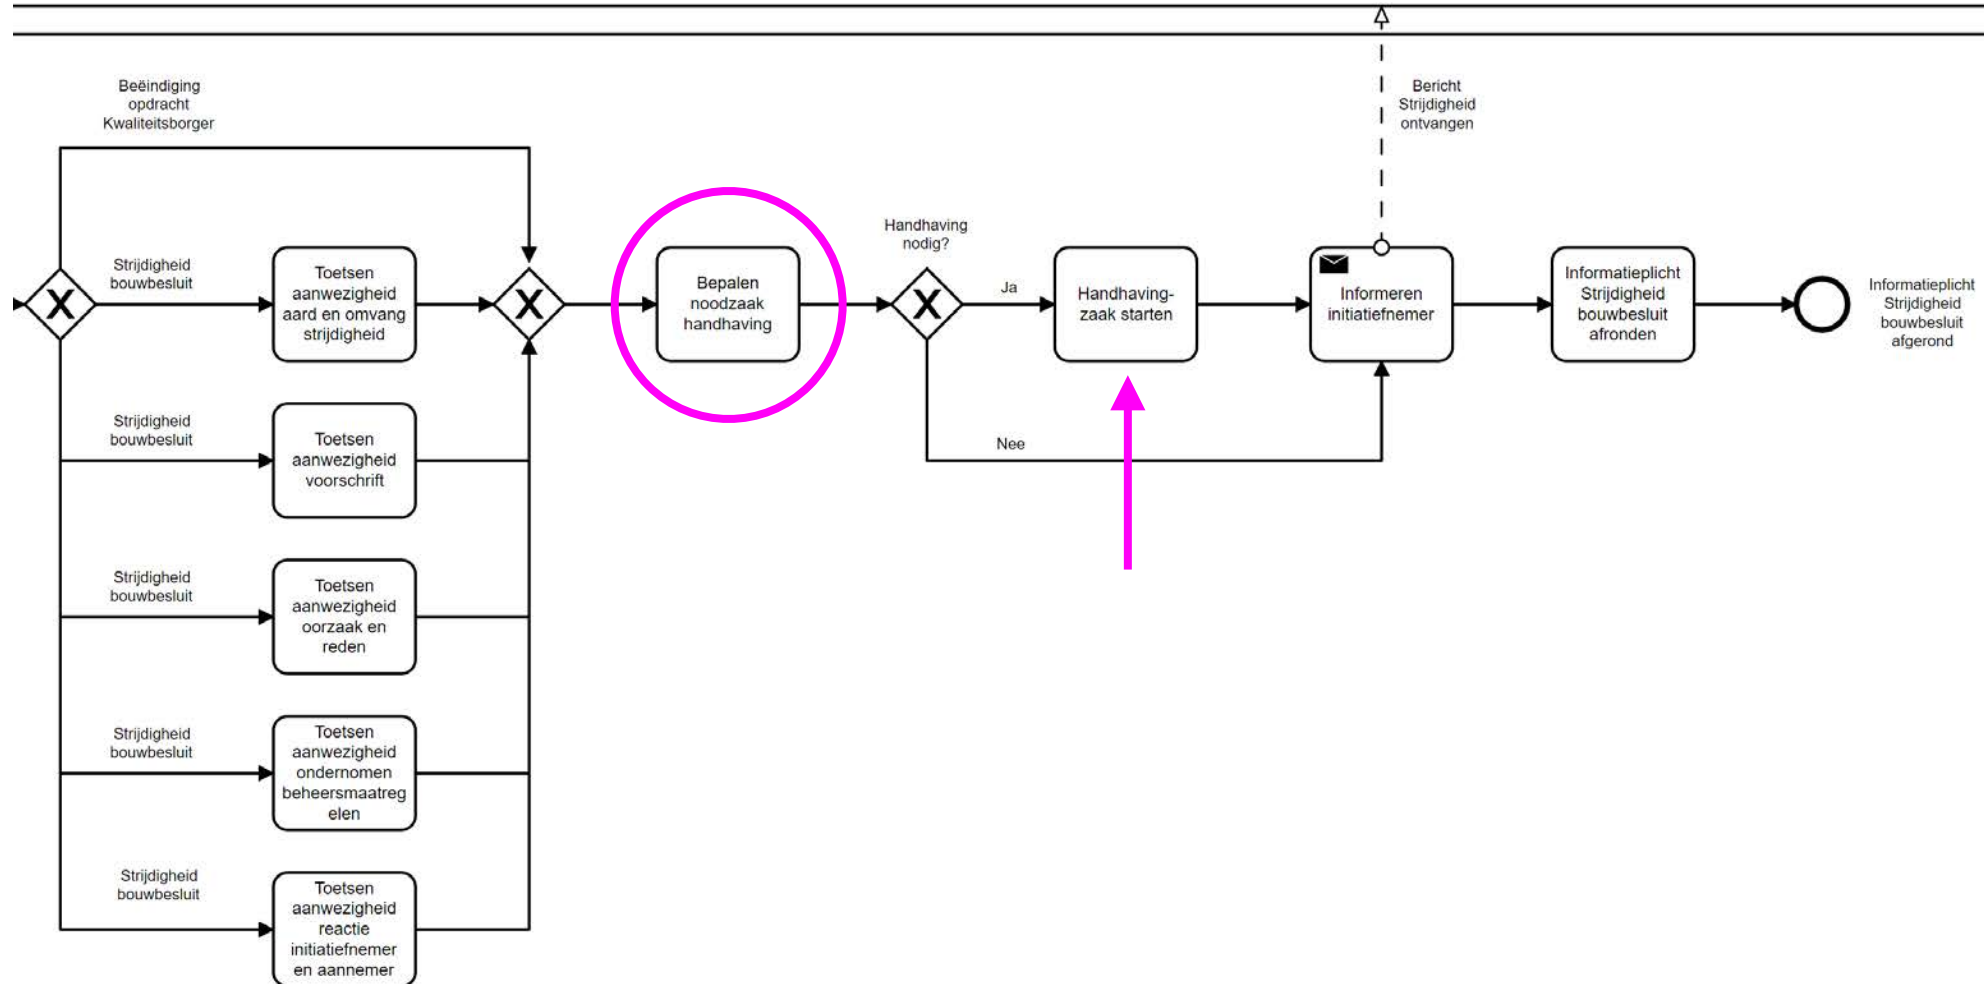 Beëindiging
opdracht
Kwaliteitsborger
Bericht
Strijdigheid
ontvangen
Strijdigheid
bouwbesluit
Toetsen
aanwezigheid
aard en omvang
strijdigheid
Bepalen
noodzaak
handhaving
Handhaving
nodig?
Ja
Handhaving-
zaak starten
Informeren
initiatiefnemer
Informatieplicht
Strijdigheid
bouwbesluit
afronden
Informatieplicht
Strijdigheid
bouwbesluit
afgerond
Nee
Strijdigheid
bouwbesluit
Toetsen
aanwezigheid
voorschrift
Strijdigheid
bouwbesluit
Toetsen
aanwezigheid
oorzaak en
reden
Strijdigheid
bouwbesluit
Toetsen
aanwezigheid
ondernomen
beheersmaatreg
elen
Strijdigheid
bouwbesluit
Toetsen
aanwezigheid
reactie
initiatiefnemer
en aannemer